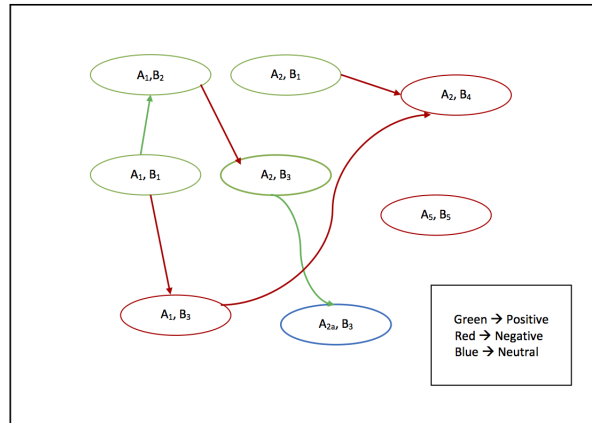 A₁,B₂
A₂, B₁
A₂, B₄
A₁, B₁
A₂, B₃
A₅, B₅
A₁, B₃
A₂ₐ, B₃
Green → Positive
Red → Negative
Blue → Neutral